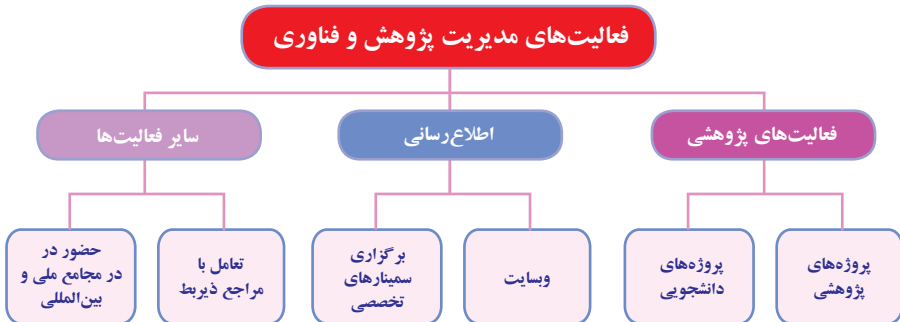 فعالیت‌های مدیریت پژوهش و فناوری
فعالیت‌های پژوهشی
اطلاع‌رسانی
سایر فعالیت‌ها
پروژه‌های
پژوهشی
پروژه‌های
دانشجویی
وبسایت
برگزاری
سمینارهای
تخصصی
تعامل با
مراجع ذیربط
حضور در
در مجامع ملی و
بین‌المللی